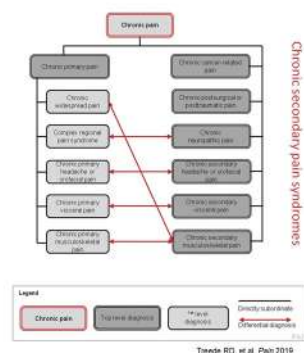 Chronic pain
Chronic primary pain
Chronic cancer-related
pain
Chronic
widespread pain
Chronic postsurgical or
posttraumatic pain
Complex regional
pain syndrome
Chronic
neuropathic pain
Chronic primary
headache or
orofacial pain
Chronic secondary
headache or orofacial
pain
Chronic primary
visceral pain
Chronic secondary
visceral pain
Chronic primary
musculoskeletal
pain
Chronic secondary
musculoskeletal pain
Chronic secondary pain syndromes
Legend
Chronic pain
Top level diagnosis
level
diagnosis
Directly subordinate
Differential diagnosis
Treede RD, et al. Pain 2019